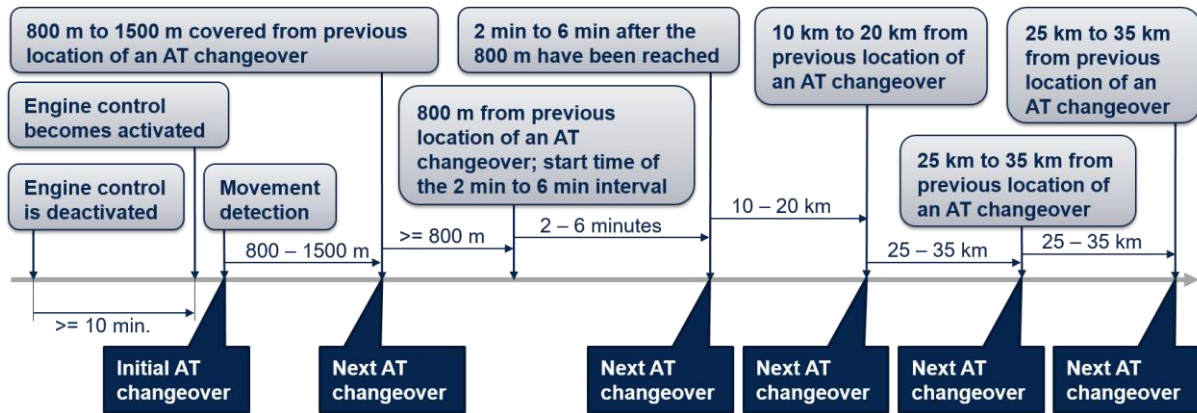 800 m to 1500 m covered from previous
location of an AT changeover
2 min to 6 min after the
800 m have been reached
10 km to 20 km from
previous location of
an AT changeover
25 km to 35 km
from previous
location of an
AT changeover
Engine control
becomes activated
800 m from previous
location of an AT
changeover; start time of
the 2 min to 6 min interval
25 km to 35 km from
previous location of
an AT changeover
Engine control
is deactivated
Movement
detection
800 – 1500 m
>= 800 m
2 – 6 minutes
10 – 20 km
25 – 35 km
25 – 35 km
>= 10 min.
Initial AT
changeover
Next AT
changeover
Next AT
changeover
Next AT
changeover
Next AT
changeover
Next AT
changeover